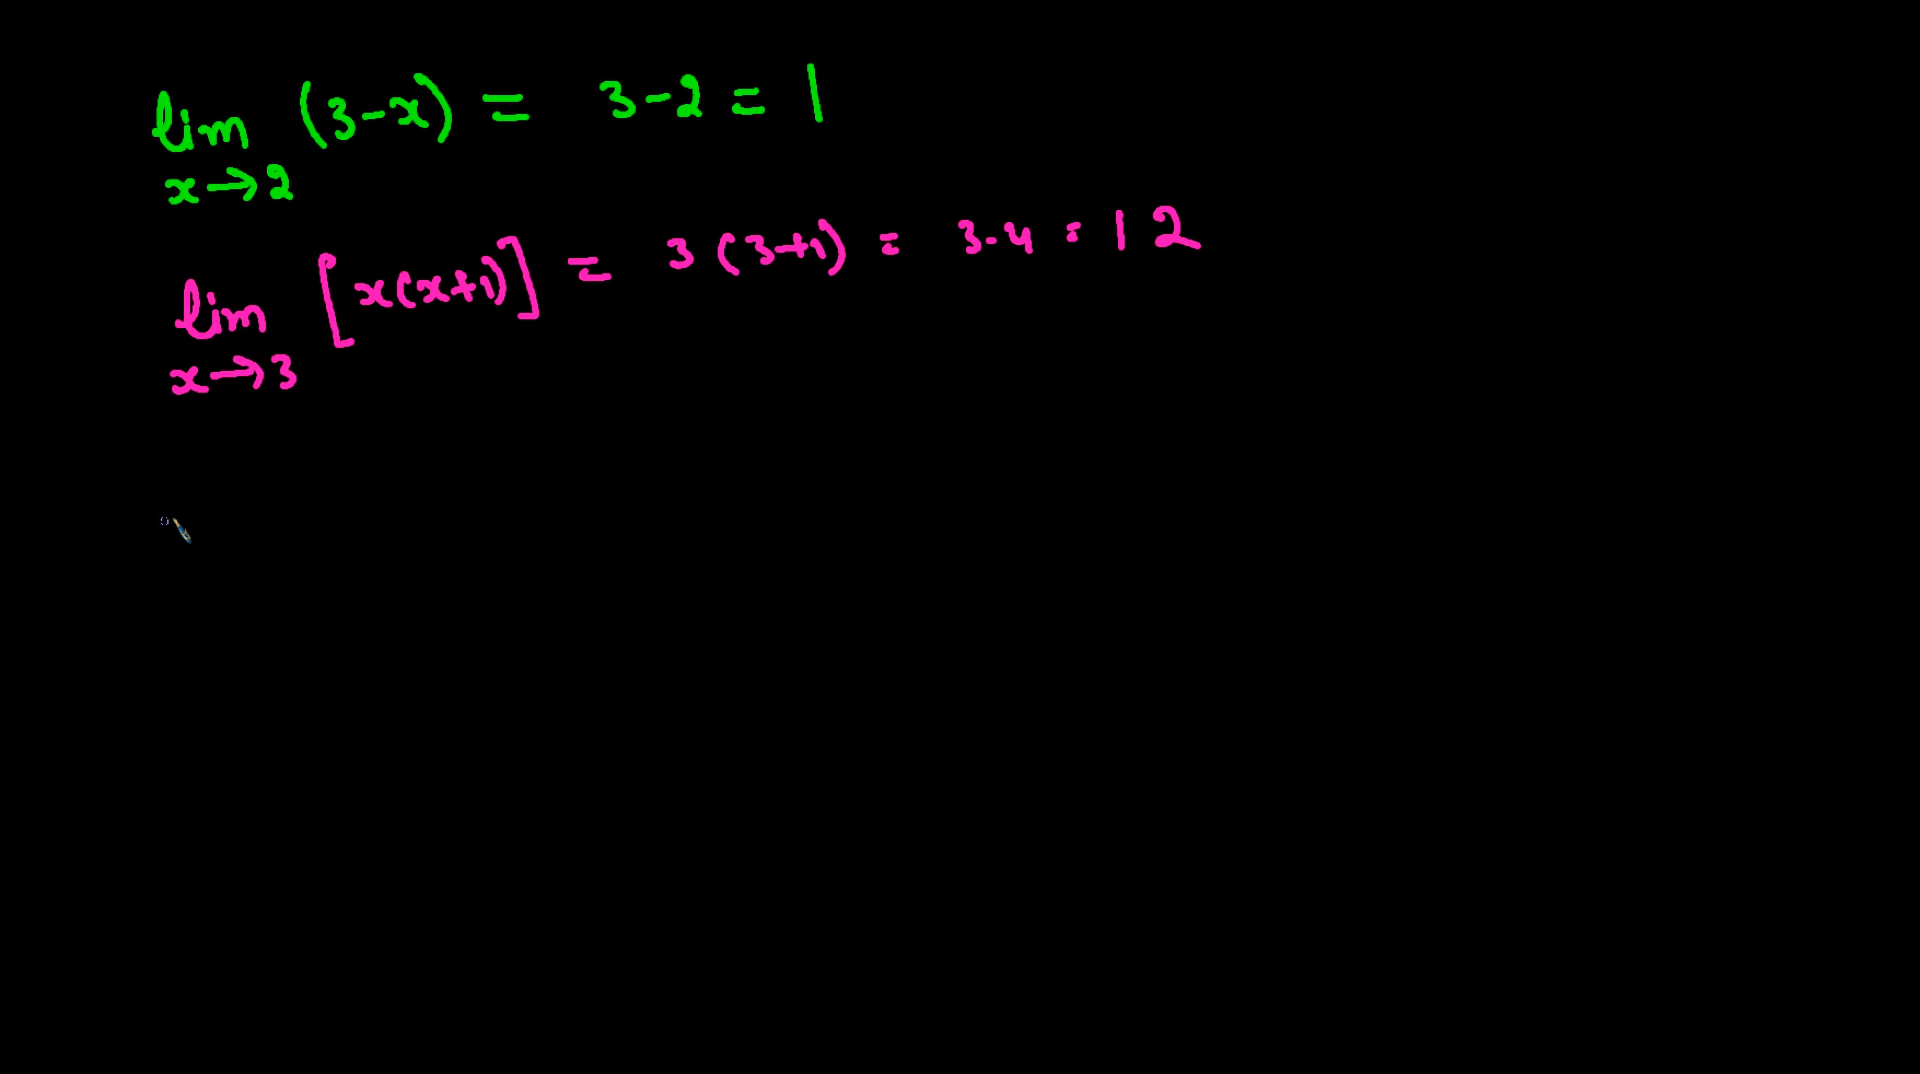 lim (3-x) = 3-2 = 1
x→2
lim [x(x+1)] = 3(3+1) = 3·4 = 12
x→3